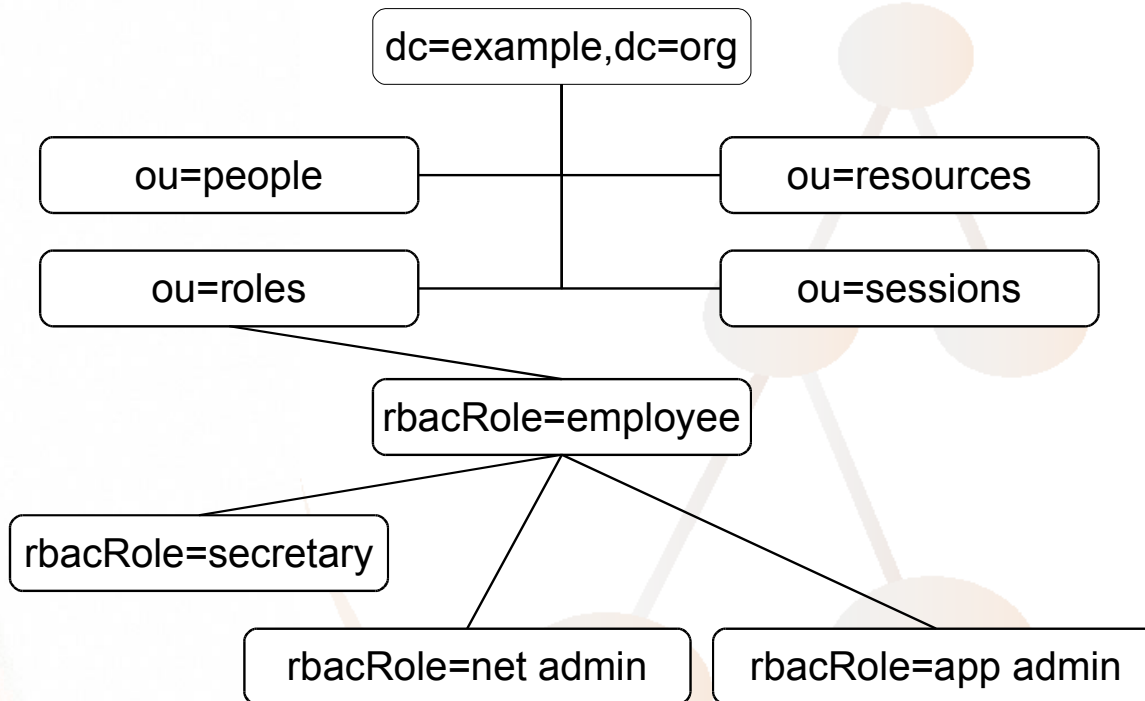 dc=example,dc=org
ou=people
ou=resources
ou=roles
ou=sessions
rbacRole=employee
rbacRole=secretary
rbacRole=net admin
rbacRole=app admin